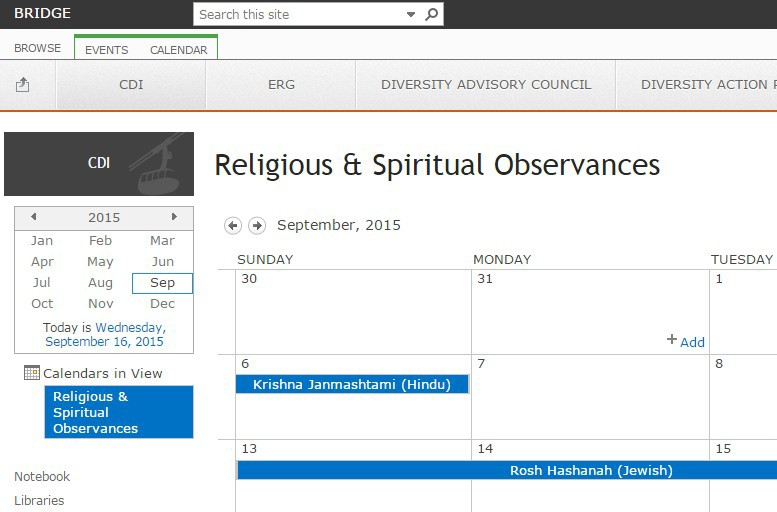 BRIDGE
Search this site
BROWSE
EVENTS
CALENDAR
CDI
ERG
DIVERSITY ADVISORY COUNCIL
DIVERSITY ACTION
CDI
Religious & Spiritual Observances
2015
Jan Feb Mar
Apr May Jun
Jul Aug Sep
Oct Nov Dec
Today is Wednesday,
September 16, 2015
Calendars in View
Religious &
Spiritual
Observances
Notebook
Libraries
September, 2015
SUNDAY MONDAY TUESDAY
30 31 1
Add
6 7 8
Krishna Janmashtami (Hindu)
13 14 15
Rosh Hashanah (Jewish)